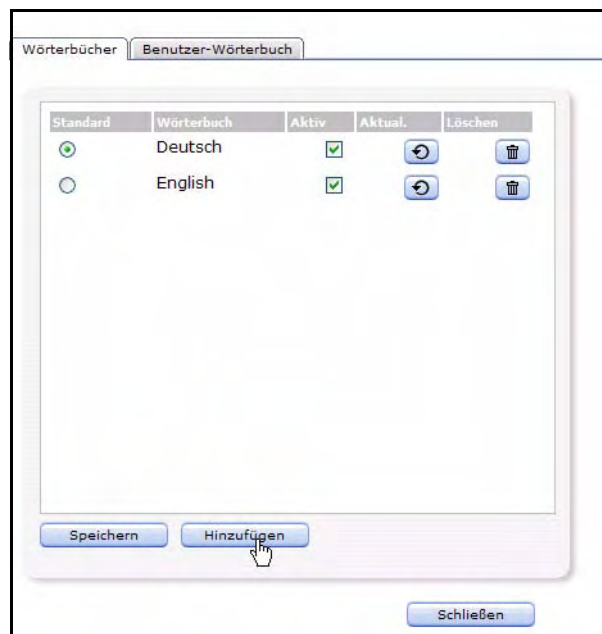 Wörterbücher Benutzer-Wörterbuch
Standard Wörterbuch Aktiv Aktual. Löschen
Deutsch
English
Speichern Hinzufügen
Schließen